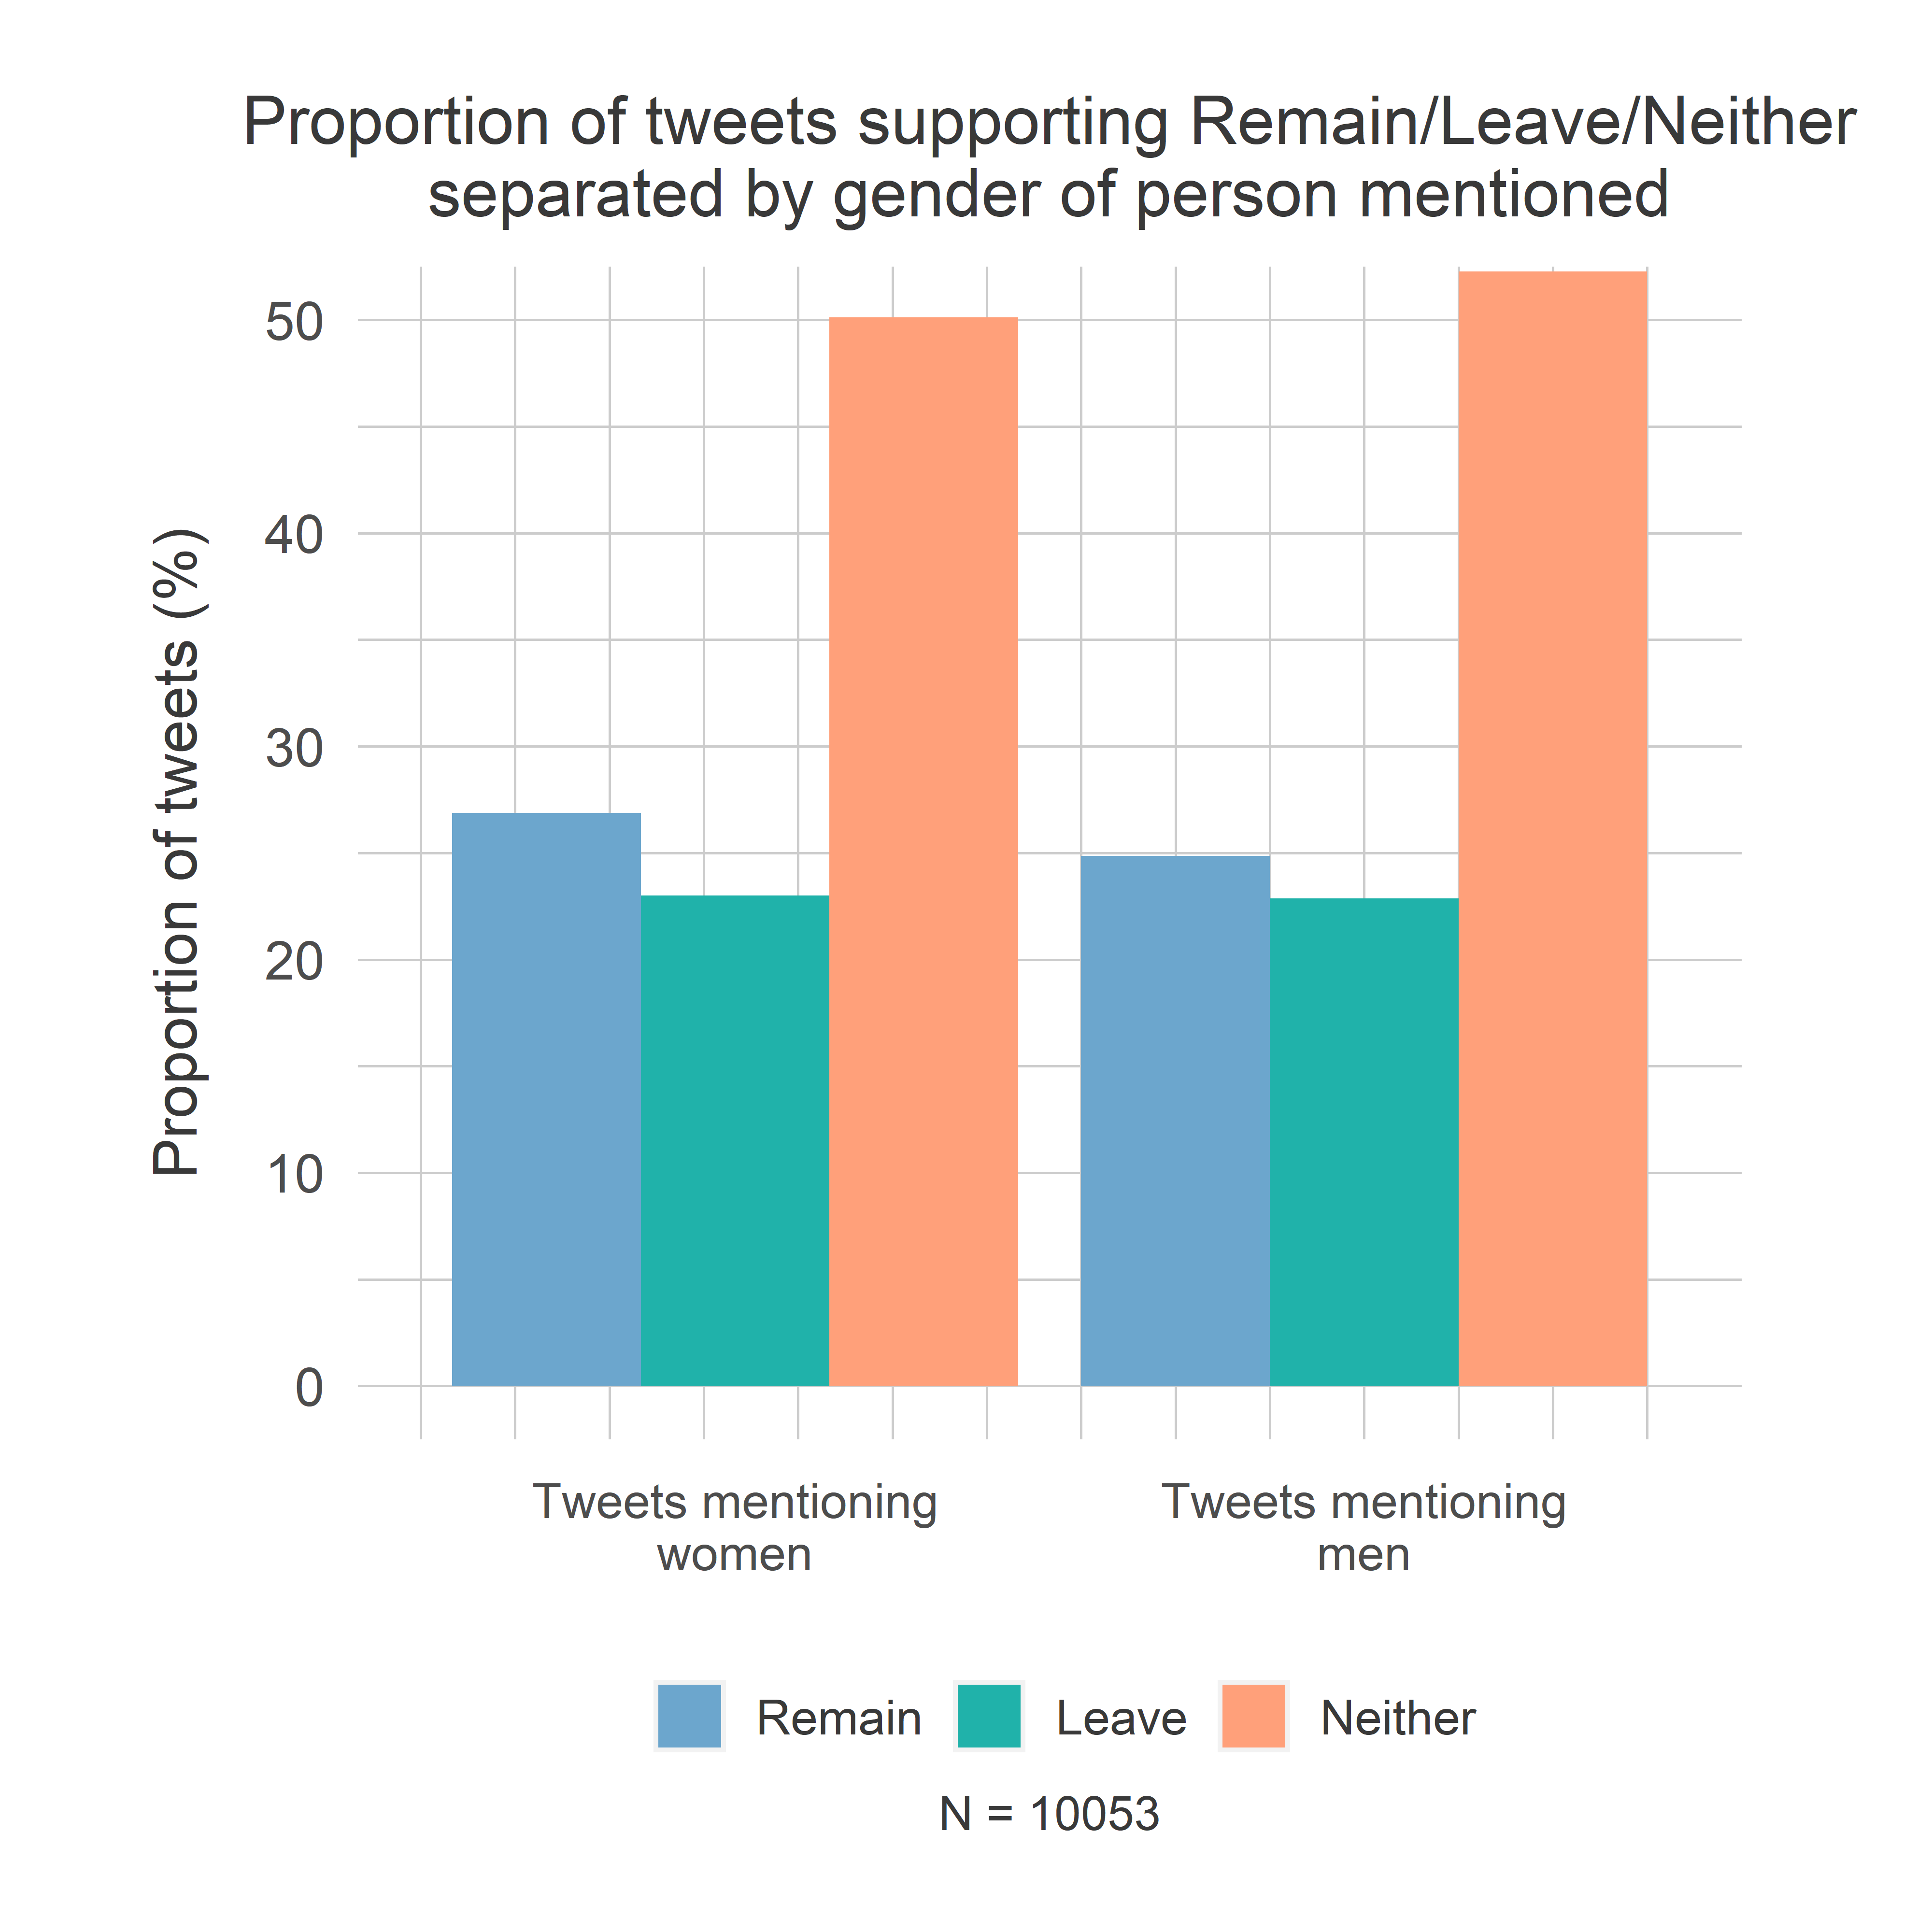 Proportion of tweets supporting Remain/Leave/Neither
separated by gender of person mentioned
Proportion of tweets (%)
50
40
30
20
10
0
Tweets mentioning
women
Tweets mentioning
men
Remain
Leave
Neither
N = 10053